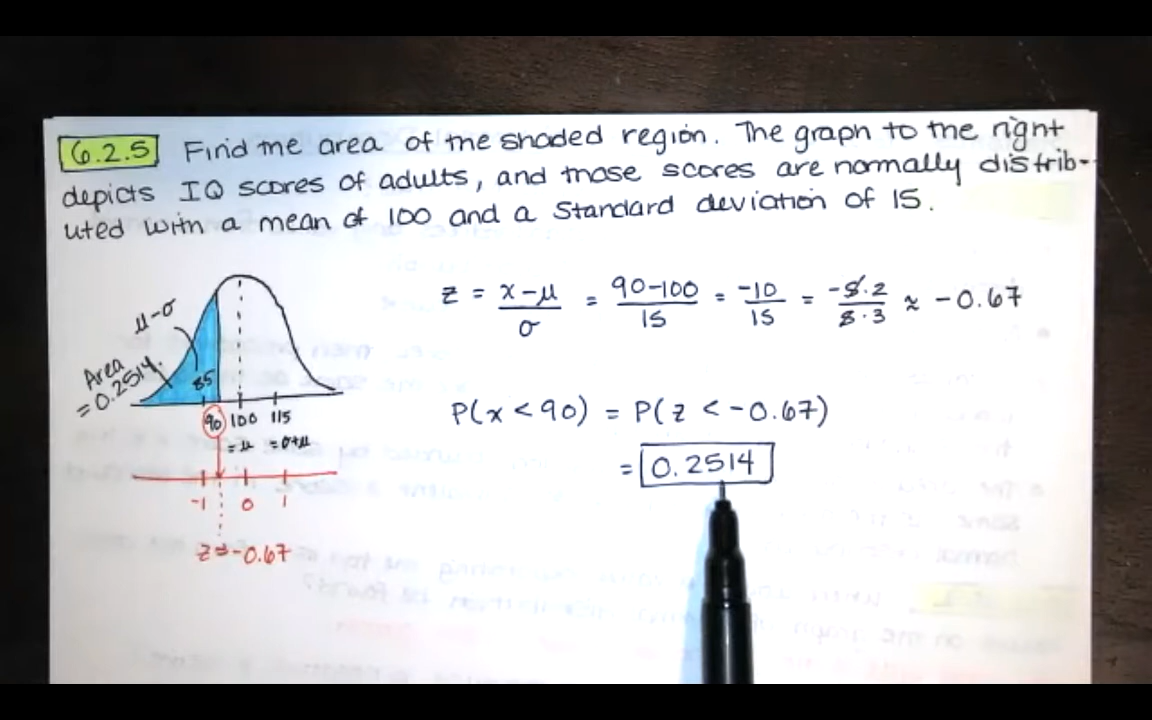 6.2.5 Find the area of the shaded region. The graph to the right
depicts IQ scores of adults, and those scores are normally distrib-
uted with a mean of 100 and a standard deviation of 15.
z = x-μ/σ = 90-100/15 = -10/15 = -5·2/5·3 ≈ -0.67
μ-σ
Area
= 0.2514
85
90 100 115
=μ =σ+μ
-1 0 1
z = -0.67
P(x < 90) = P(z < -0.67)
= 0.2514